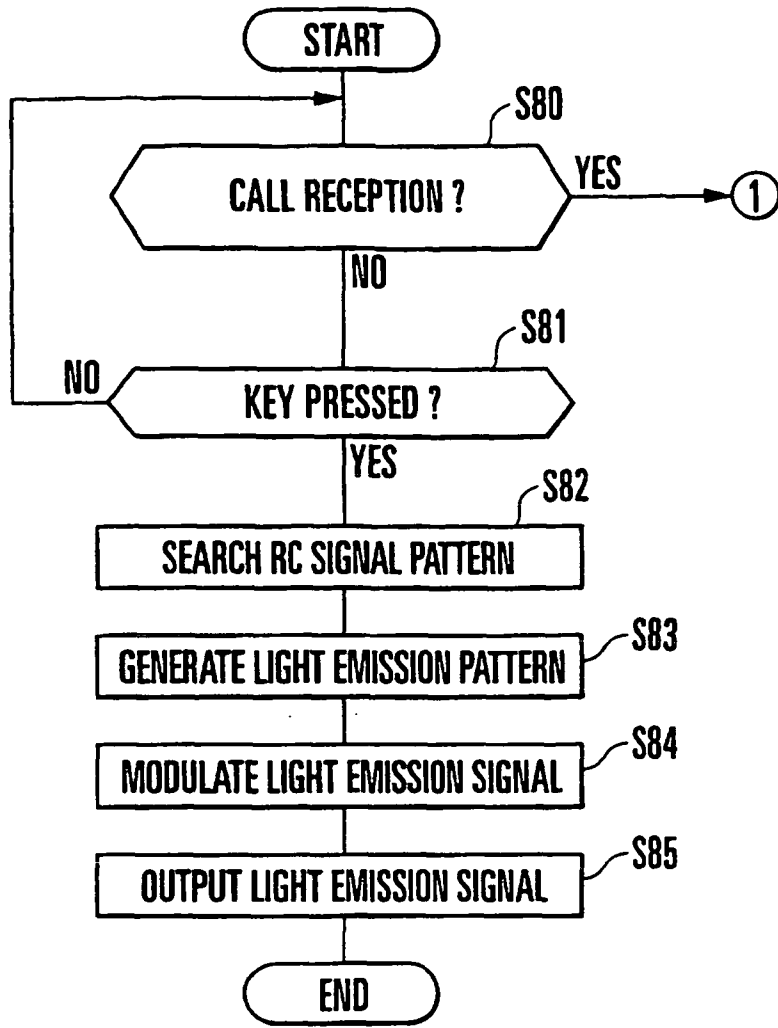 START
S80
CALL RECEPTION ?
YES
1
NO
S81
NO
KEY PRESSED ?
YES
S82
SEARCH RC SIGNAL PATTERN
S83
GENERATE LIGHT EMISSION PATTERN
S84
MODULATE LIGHT EMISSION SIGNAL
S85
OUTPUT LIGHT EMISSION SIGNAL
END